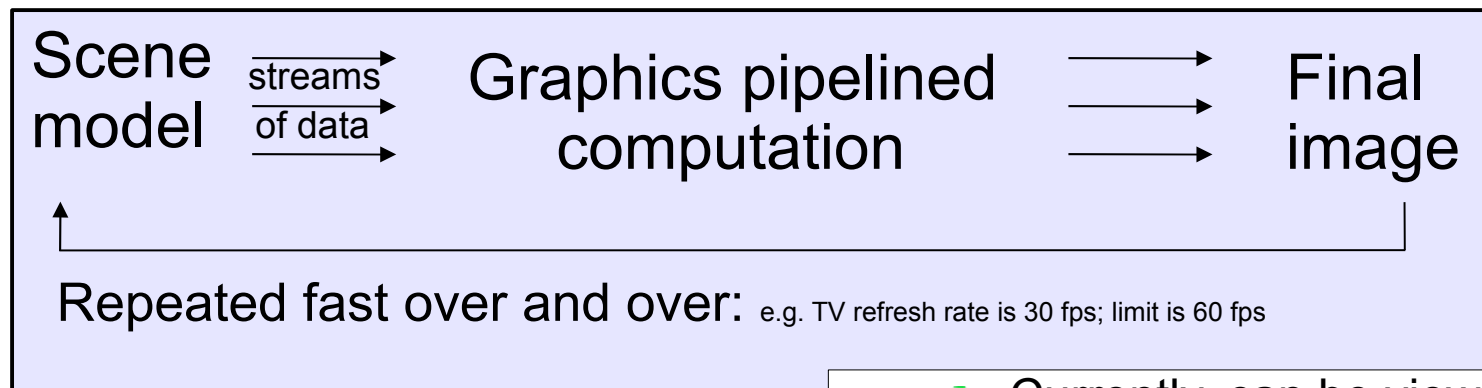 Scene model
streams of data
Graphics pipelined computation
Final image
Repeated fast over and over: e.g. TV refresh rate is 30 fps; limit is 60 fps
Currently, can be view